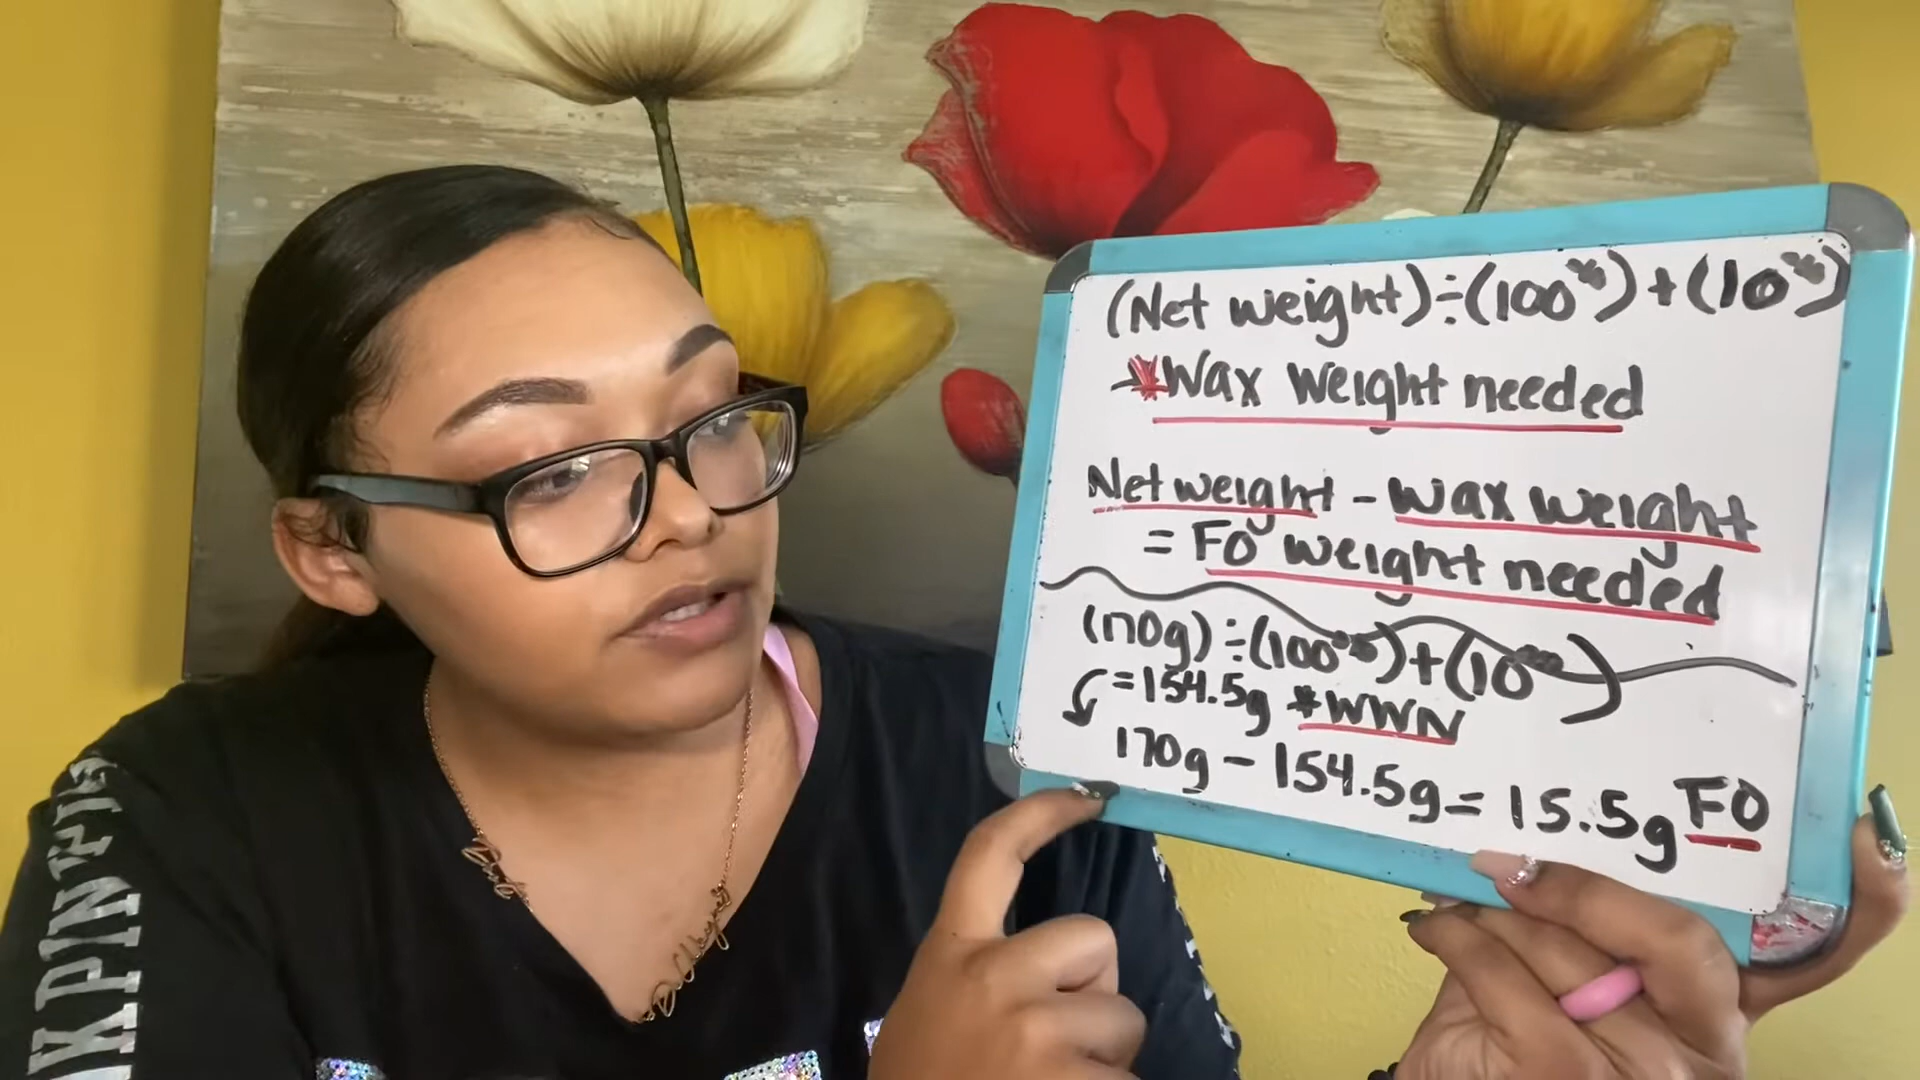 (Net weight)÷(100%)+(10%)
*Wax weight needed
Net weight - wax weight
= FO weight needed
(170g)÷(100%)+(10%)
=154.5g *WWN
170g - 154.5g = 15.5g FO
PINK